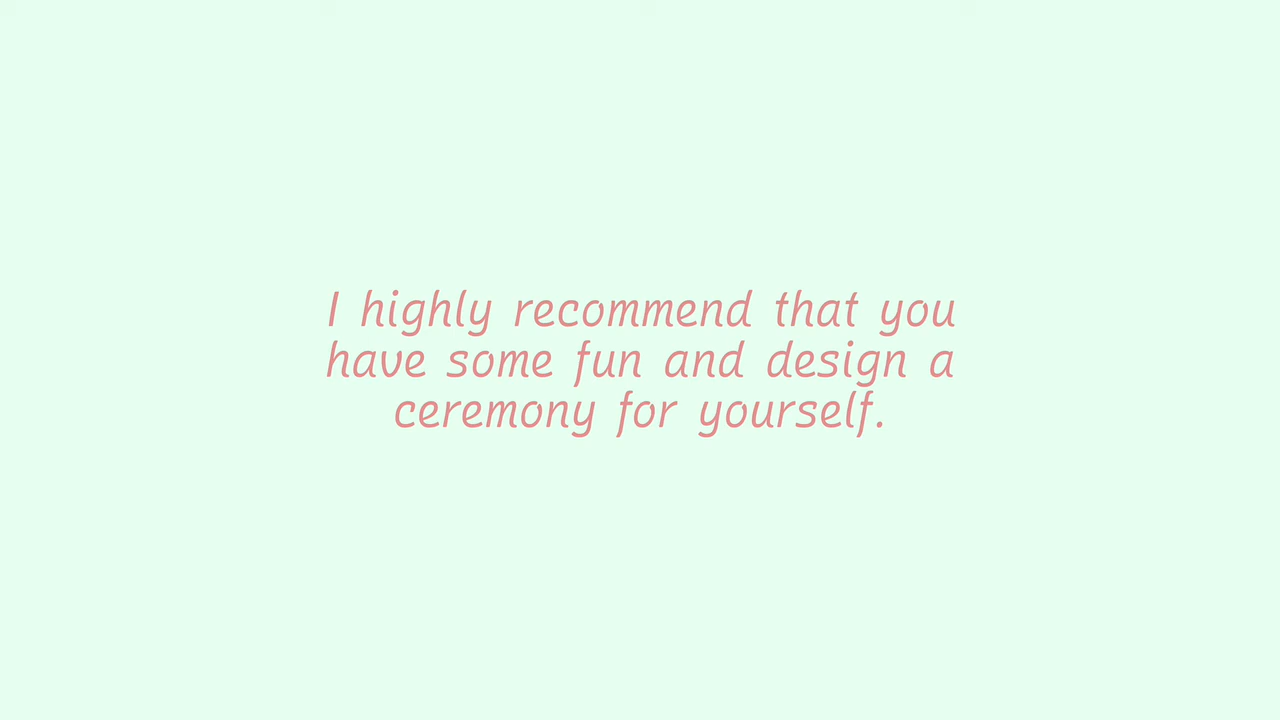 I highly recommend that you
have some fun and design a
ceremony for yourself.